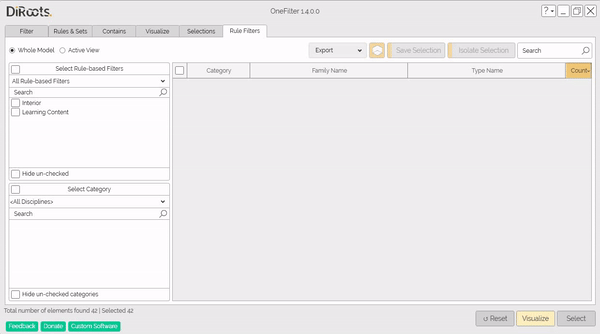 DiRoots.
OneFilter 1.4.0.0
?
Filter
Rules & Sets
Contains
Visualize
Selections
Rule Filters
Whole Model
Active View
Export
Save Selection
Isolate Selection
Search
Select Rule-based Filters
All Rule-based Filters
Search
Interior
Learning Content
Hide un-checked
Category
Family Name
Type Name
Count
Select Category
<All Disciplines>
Search
Hide un-checked categories
Total number of elements found 42 | Selected 42
Feedback
Donate
Custom Software
Reset
Visualize
Select